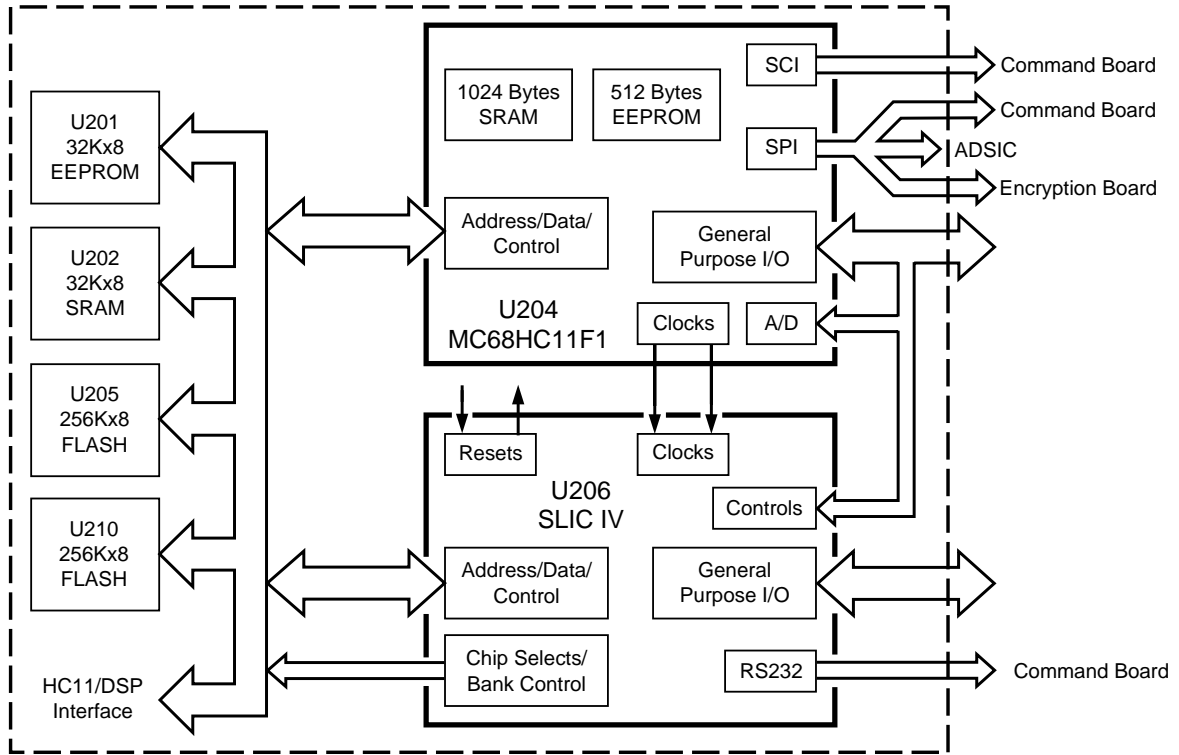 U201
32Kx8
EEPROM
U202
32Kx8
SRAM
U205
256Kx8
FLASH
U210
256Kx8
FLASH
HC11/DSP
Interface
1024 Bytes
SRAM
512 Bytes
EEPROM
SCI
SPI
Address/Data/
Control
General
Purpose I/O
U204
MC68HC11F1
Clocks
A/D
Command Board
Command Board
ADSIC
Encryption Board
Resets
Clocks
U206
SLIC IV
Controls
Address/Data/
Control
General
Purpose I/O
Chip Selects/
Bank Control
RS232
Command Board